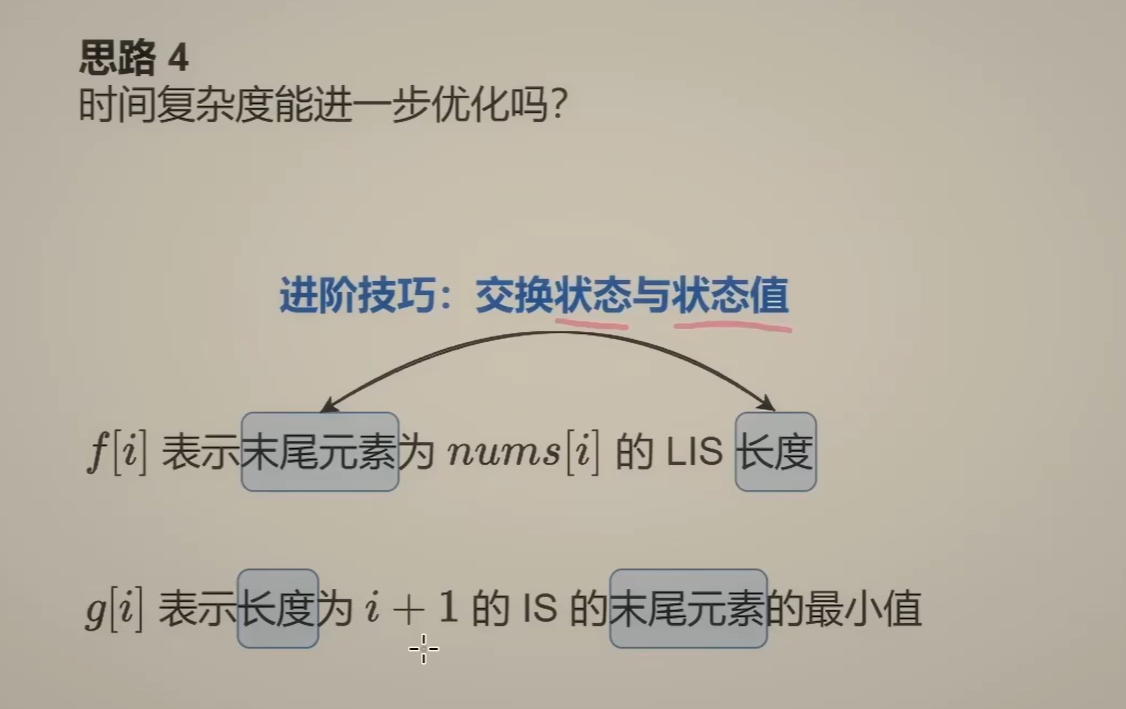 思路 4
时间复杂度能进一步优化吗？
进阶技巧：交换状态与状态值
f[i] 表示末尾元素为 nums[i] 的 LIS 长度
g[i] 表示长度为 i + 1 的 IS 的末尾元素的最小值